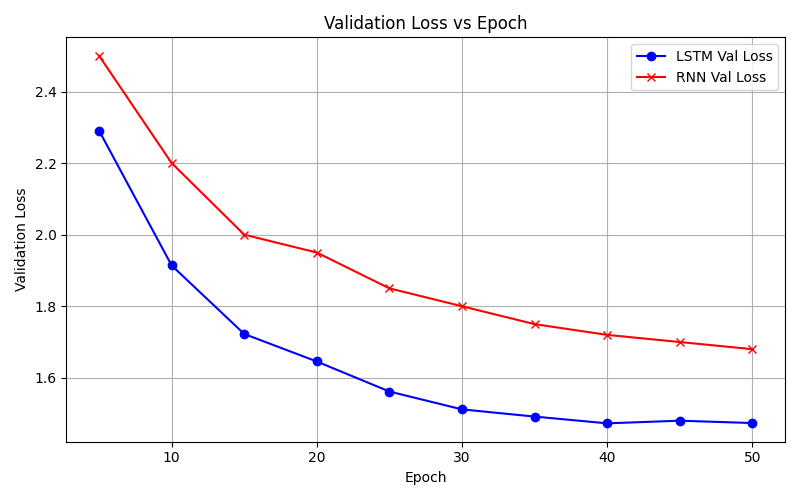 Validation Loss vs Epoch
LSTM Val Loss
RNN Val Loss
Validation Loss
2.4
2.2
2.0
1.8
1.6
10 20 30 40 50
Epoch